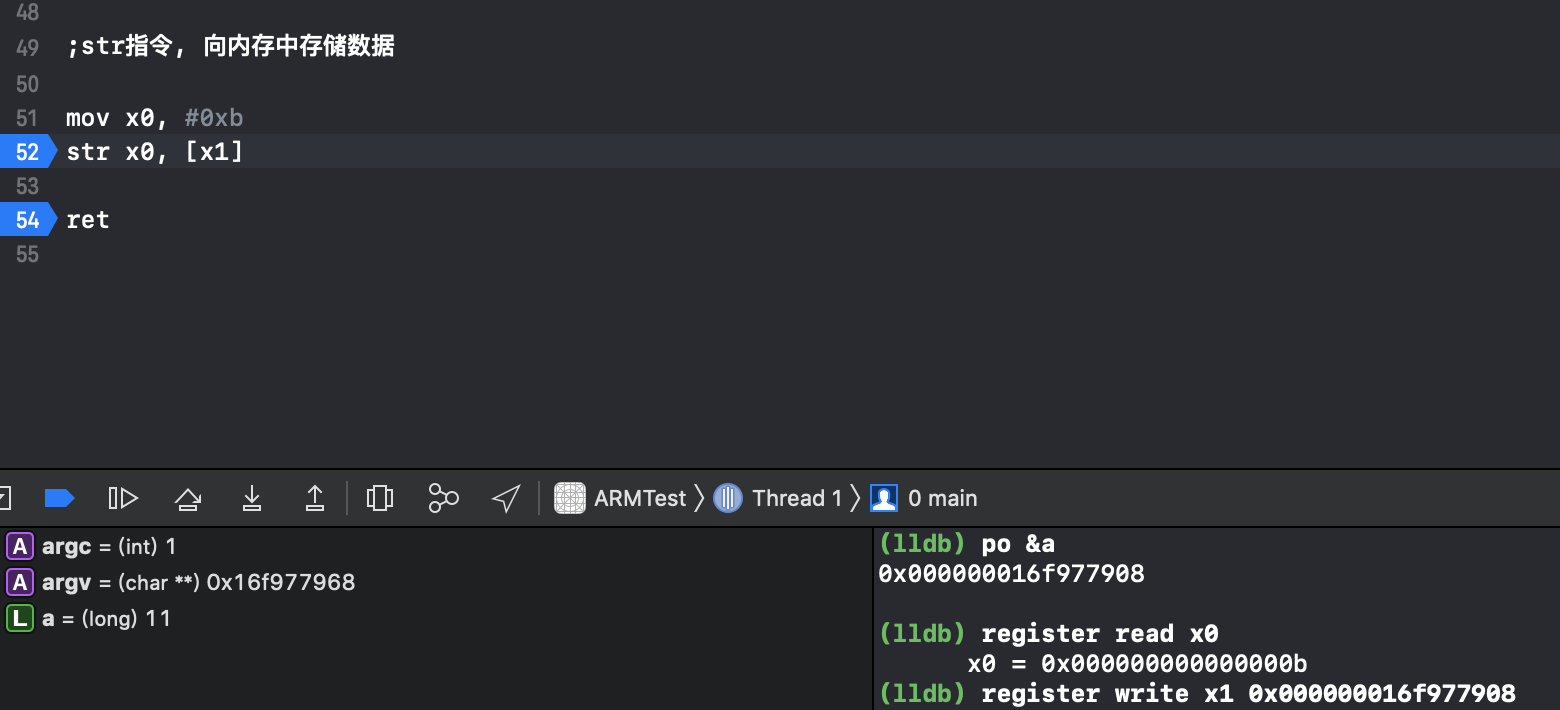 48
49 ;str指令, 向内存中存储数据
50
51 mov x0, #0xb
52 str x0, [x1]
53
54 ret
55
ARMTest 〉 Thread 1 〉 0 main
A argc = (int) 1
A argv = (char **) 0x16f977968
L a = (long) 11
(lldb) po &a
0x000000016f977908
(lldb) register read x0
x0 = 0x000000000000000b
(lldb) register write x1 0x000000016f977908